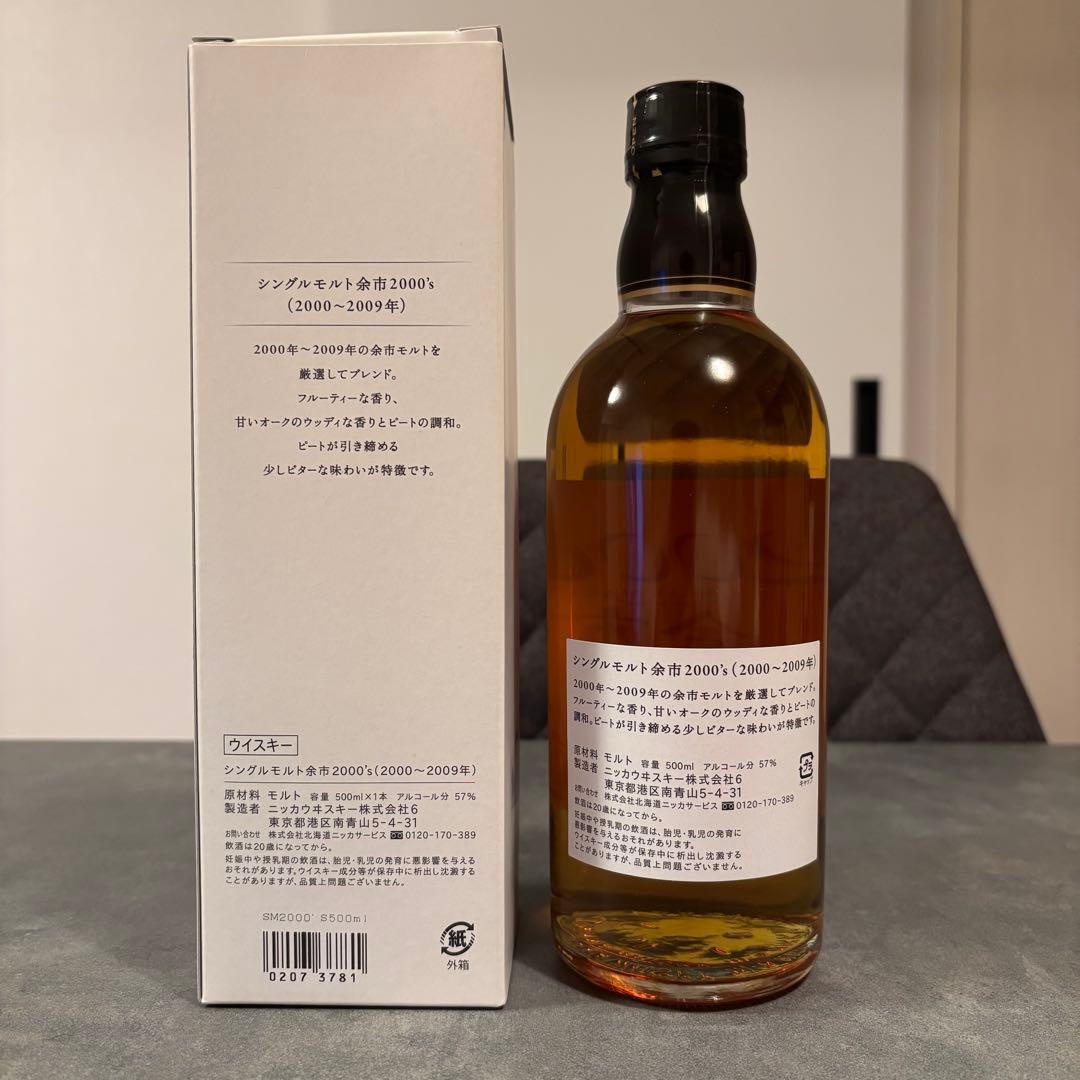 シングルモルト余市2000's
（2000～2009年）
2000年～2009年の余市モルトを
厳選してブレンド。
フルーティーな香り、
甘いオークのウッディな香りとピートの調和。
ピートが引き締める
少しビターな味わいが特徴です。
ウイスキー
シングルモルト余市2000's（2000～2009年）
原材料 モルト 容量 500ml×1本 アルコール分 57%
製造者 ニッカウヰスキー株式会社6
東京都港区南青山5-4-31
お問い合わせ 株式会社北海道ニッカサービス 0120-170-389
飲酒は20歳になってから。
妊娠中や授乳期の飲酒は、胎児・乳児の発育に悪影響を与える
おそれがあります。ウイスキー成分等が保存中に析出し沈澱する
ことがありますが、品質上問題ございません。
SM2000' S500ml
0207 3781
紙
外箱
シングルモルト余市2000's（2000～2009年）
2000年～2009年の余市モルトを厳選してブレンド。
フルーティーな香り、甘いオークのウッディな香りとピートの
調和。ピートが引き締める少しビターな味わいが特徴です。
原材料 モルト 容量 500ml アルコール分 57%
製造者 ニッカウヰスキー株式会社6
東京都港区南青山5-4-31
お問い合わせ 株式会社北海道ニッカサービス 0120-170-389
飲酒は20歳になってから。
妊娠中や授乳期の飲酒は、胎児・乳児の発育に
悪影響を与えるおそれがあります。
ウイスキー成分等が保存中に析出し沈澱する
ことがありますが、品質上問題ございません。
プラ
キャップ